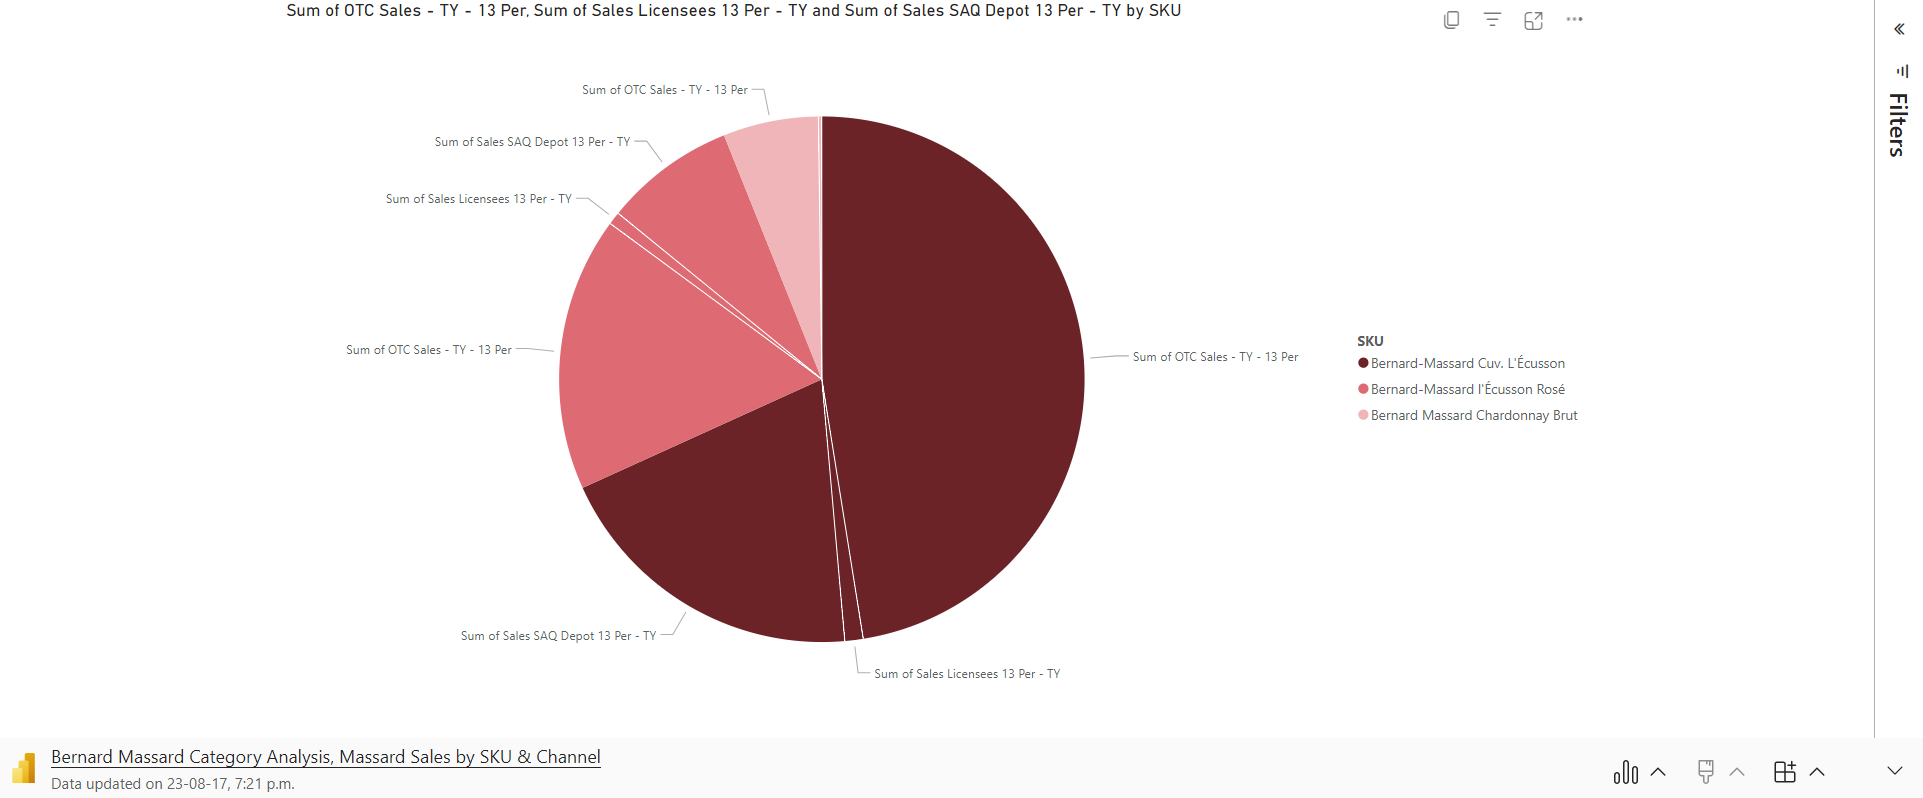 Sum of OTC Sales - TY - 13 Per, Sum of Sales Licensees 13 Per - TY and Sum of Sales SAQ Depot 13 Per - TY by SKU
Filters
Sum of OTC Sales - TY - 13 Per
Sum of Sales SAQ Depot 13 Per - TY
Sum of Sales Licensees 13 Per - TY
Sum of OTC Sales - TY - 13 Per
Sum of OTC Sales - TY - 13 Per
SKU
Bernard-Massard Cuv. L'Écusson
Bernard-Massard l'Écusson Rosé
Bernard Massard Chardonnay Brut
Sum of Sales SAQ Depot 13 Per - TY
Sum of Sales Licensees 13 Per - TY
Bernard Massard Category Analysis, Massard Sales by SKU & Channel
Data updated on 23-08-17, 7:21 p.m.